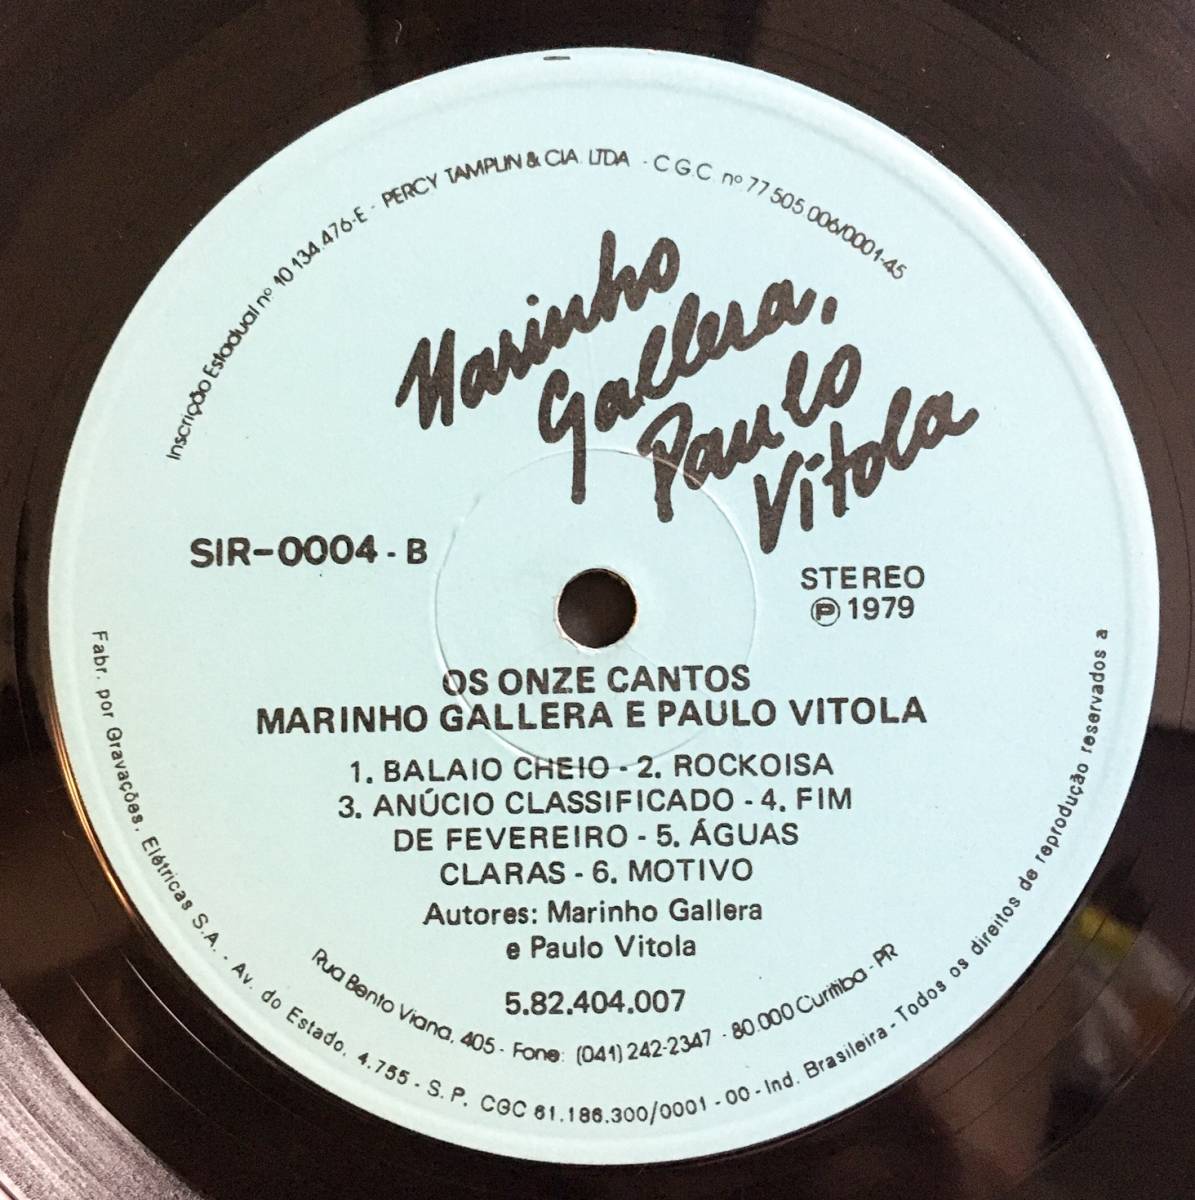 Inscrição Estadual nº 10 134.476-E - PERCY TAMPLIN & CIA. LTDA - C G.C nº 77 505 006/0001-45
Marinho
Gallera,
Paulo
Vitola
SIR-0004 - B
STEREO
Ⓟ 1979
OS ONZE CANTOS
MARINHO GALLERA E PAULO VITOLA
1. BALAIO CHEIO - 2. ROCKOISA
3. ANÚCIO CLASSIFICADO - 4. FIM
DE FEVEREIRO - 5. ÁGUAS
CLARAS - 6. MOTIVO
Autores: Marinho Gallera
e Paulo Vitola
5.82.404.007
Rua Bento Viana, 405 - Fone: (041) 242-2347 - 80.000 Curitiba - PR
Fabr. por Gravações. Elétricas S.A. - Av. do Estado, 4.755 - S. P. CGC 61.186.300/0001 - 00 - Ind. Brasileira - Todos os direitos de reprodução reservados a